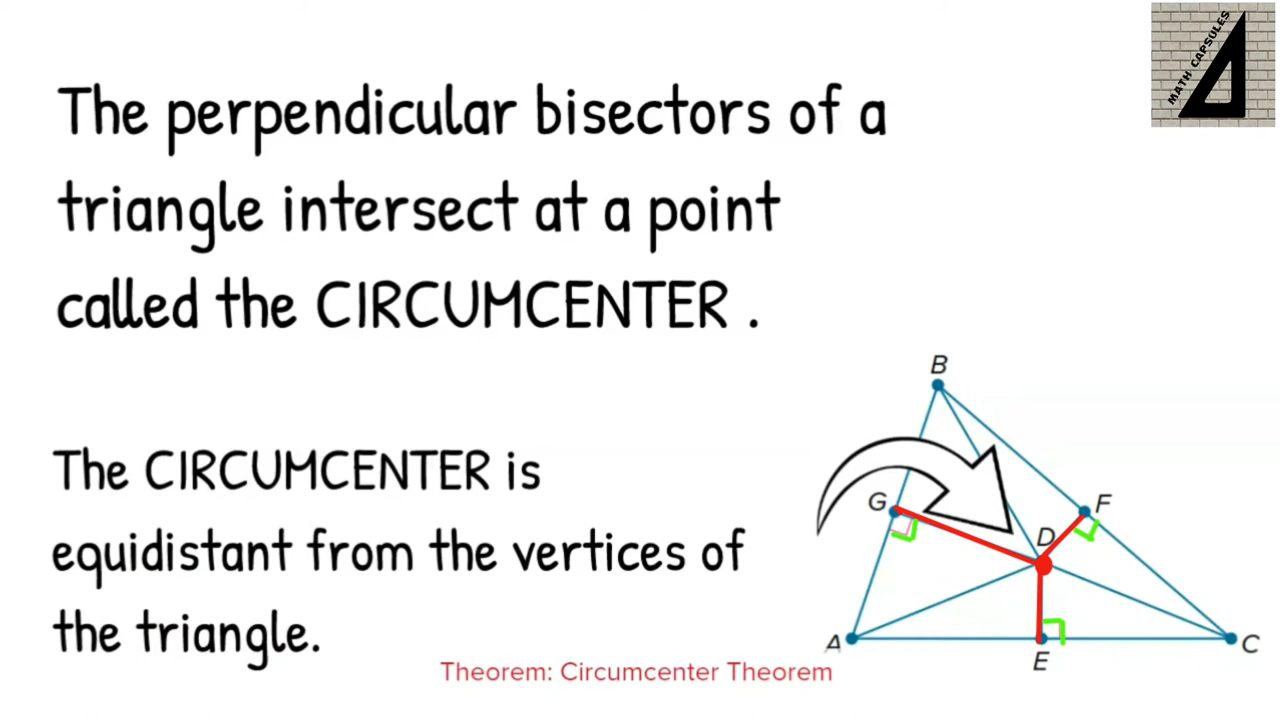 MATH CAPSULES
The perpendicular bisectors of a
triangle intersect at a point
called the CIRCUMCENTER .
The CIRCUMCENTER is
equidistant from the vertices of
the triangle.
Theorem: Circumcenter Theorem
B
G
F
D
A
E
C